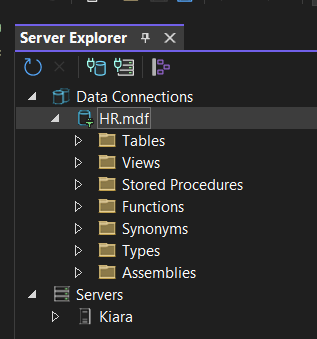 Server Explorer
Data Connections
HR.mdf
Tables
Views
Stored Procedures
Functions
Synonyms
Types
Assemblies
Servers
Kiara